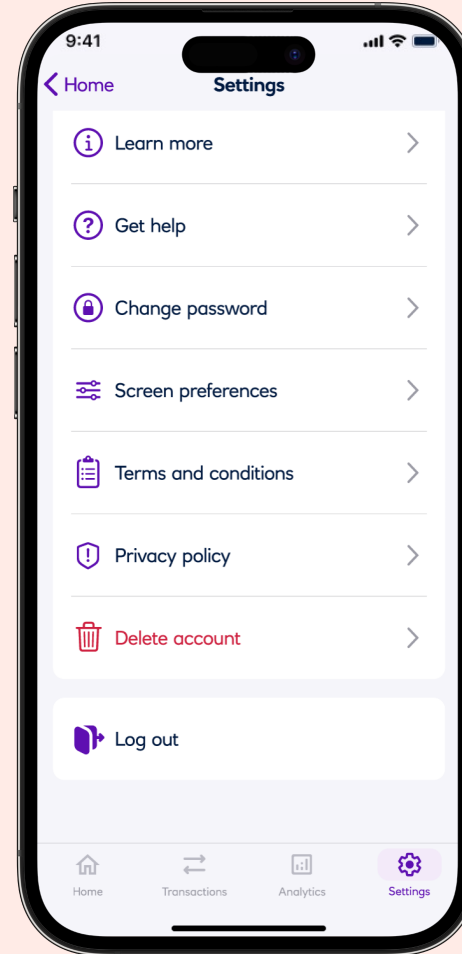 9:41
Home
Settings
Learn more
Get help
Change password
Screen preferences
Terms and conditions
Privacy policy
Delete account
Log out
Home
Transactions
Analytics
Settings